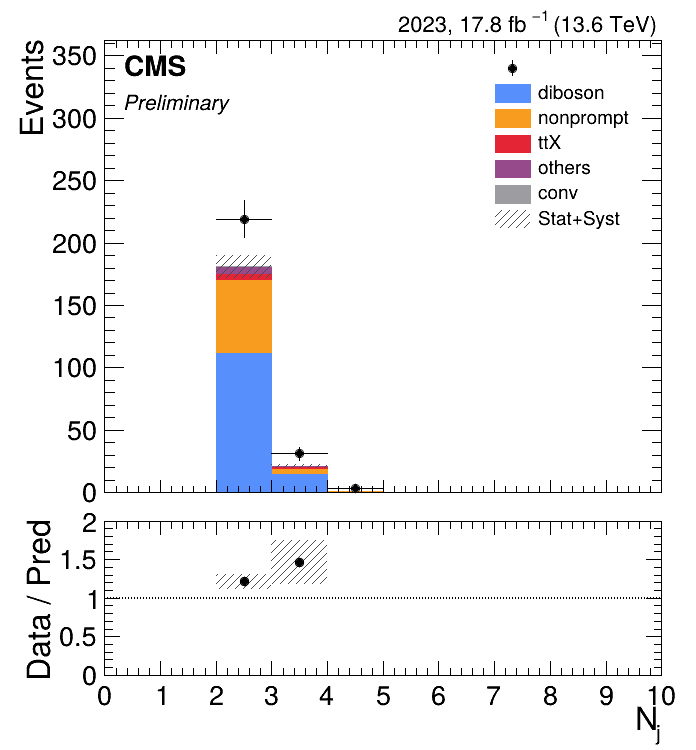 2023, 17.8 fb⁻¹ (13.6 TeV)
Events
CMS
Preliminary
diboson
nonprompt
ttX
others
conv
Stat+Syst
350
300
250
200
150
100
50
0
Data / Pred
2
1.5
1
0.5
0
0 1 2 3 4 5 6 7 8 9 10
Nj